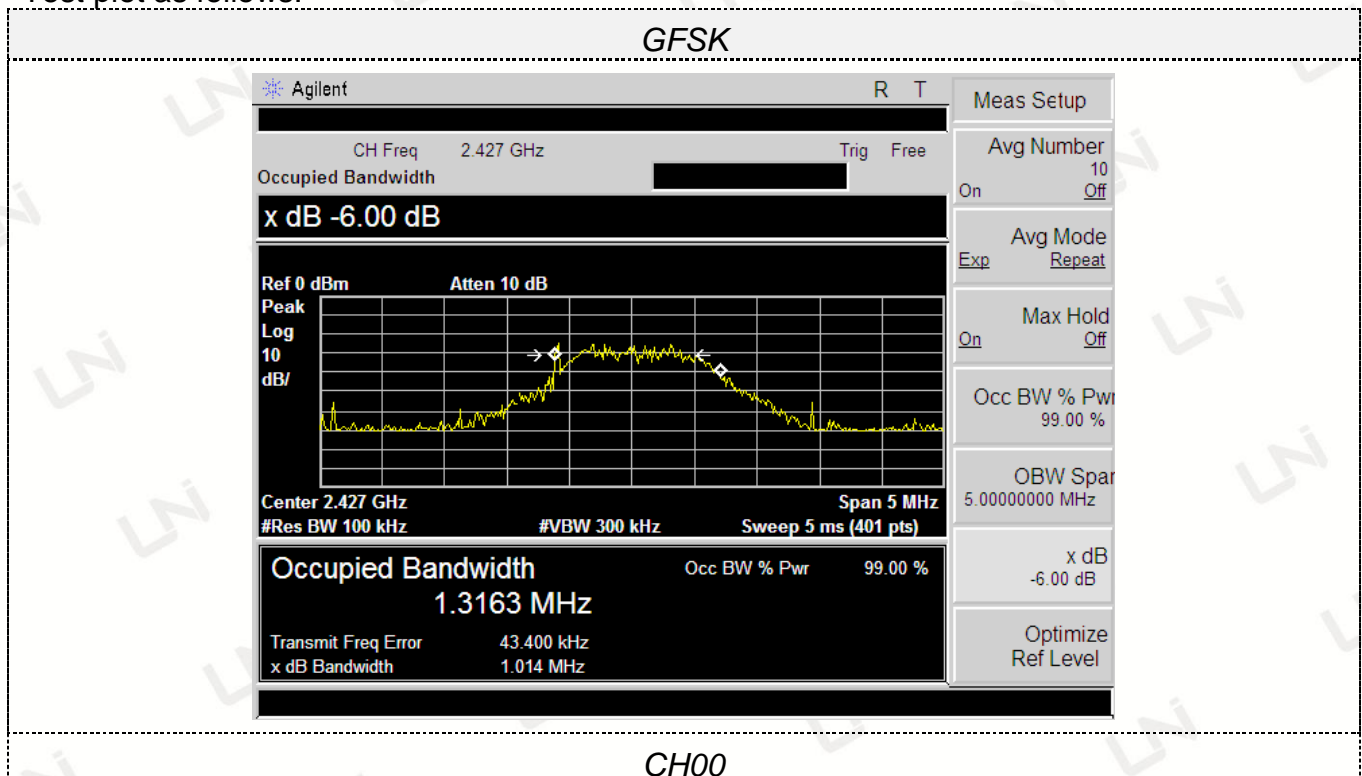 GFSK
Agilent R T
Meas Setup
CH Freq 2.427 GHz Trig Free
Occupied Bandwidth
Avg Number
10
On Off
x dB -6.00 dB
Avg Mode
Exp Repeat
Ref 0 dBm Atten 10 dB
Peak
Log
10
dB/
Max Hold
On Off
Occ BW % Pwr
99.00 %
OBW Span
5.00000000 MHz
Center 2.427 GHz Span 5 MHz
#Res BW 100 kHz #VBW 300 kHz Sweep 5 ms (401 pts)
Occupied Bandwidth Occ BW % Pwr 99.00 %
1.3163 MHz
Transmit Freq Error 43.400 kHz
x dB Bandwidth 1.014 MHz
x dB
-6.00 dB
Optimize
Ref Level
CH00
LNi